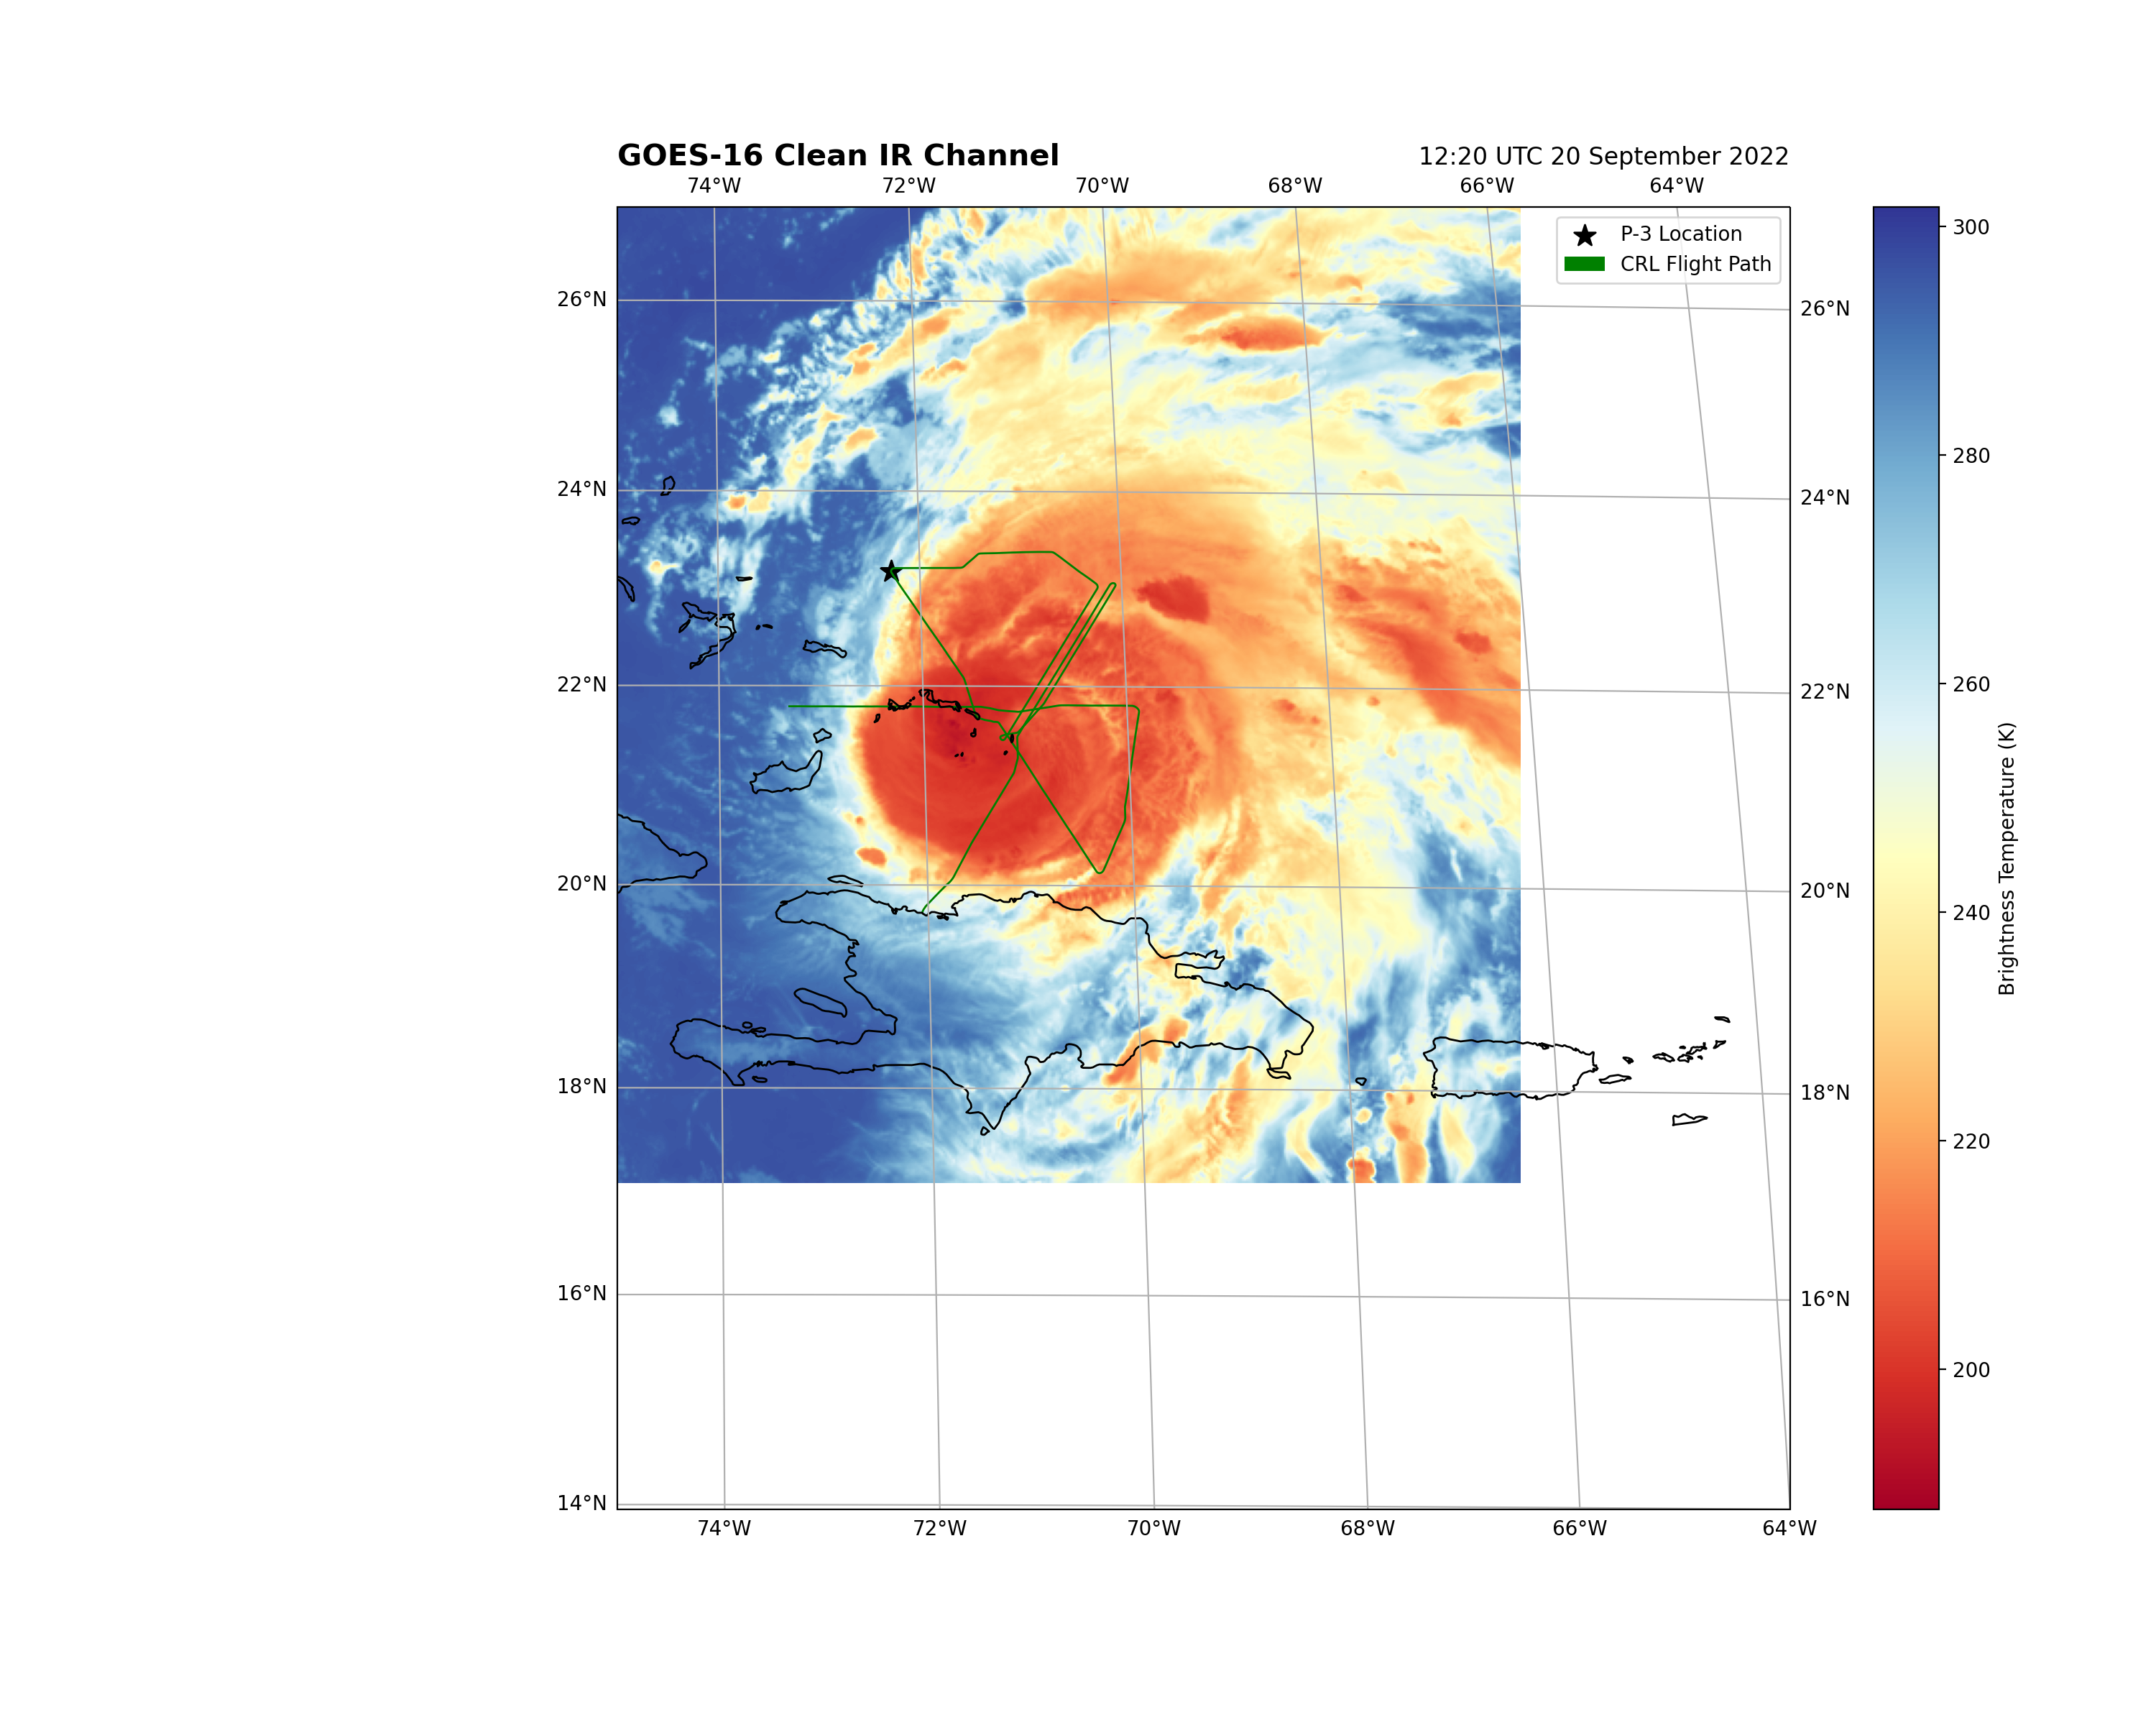 GOES-16 Clean IR Channel
12:20 UTC 20 September 2022
74°W 72°W 70°W 68°W 66°W 64°W
P-3 Location
CRL Flight Path
26°N
24°N
22°N
20°N
18°N
16°N
14°N
26°N
24°N
22°N
20°N
18°N
16°N
74°W 72°W 70°W 68°W 66°W 64°W
300
280
260
240
220
200
Brightness Temperature (K)